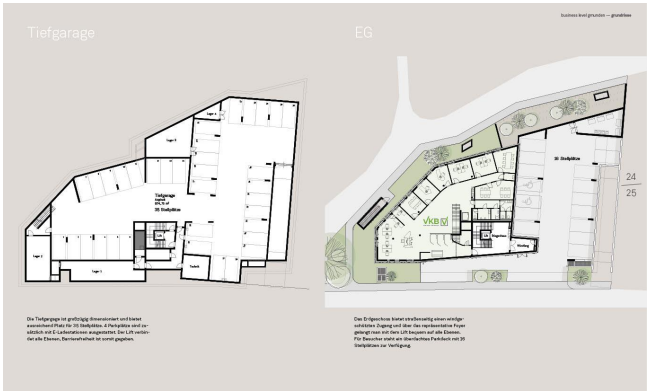 business level gmunden — grundrisse
Tiefgarage
EG
Lager 4
Lager 3
Tiefgarage
35 Stellplätze
Lift
Lager 2
Lager 1
Technik
35 Stellplätze
VKB
Lift
Müllraum
24
25
Die Tiefgarage ist großzügig dimensioniert und bietet
ausreichend Platz für 35 Stellplätze. 4 Parkplätze sind zu-
sätzlich mit E-Ladestationen ausgestattet. Der Lift verbin-
det alle Ebenen, Barrierefreiheit ist somit gegeben.
Das Erdgeschoss bietet straßenseitig einen windge-
schützten Zugang und über das repräsentative Foyer
gelangt man mit dem Lift bequem auf alle Ebenen.
Für Besucher steht ein überdachtes Parkdeck mit 35
Stellplätzen zur Verfügung.